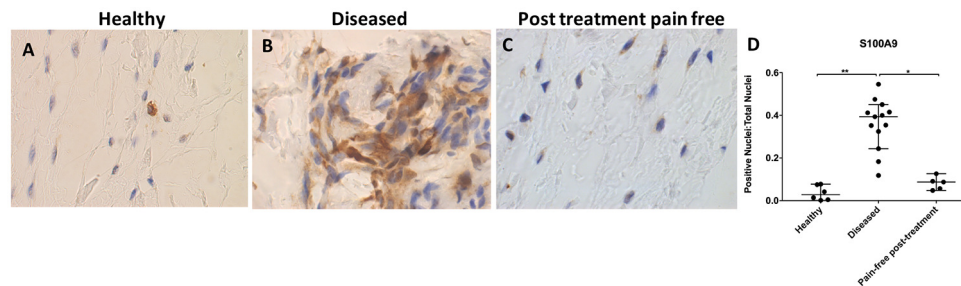 Healthy
Diseased
Post treatment pain free
A
B
C
D
S100A9
Positive Nuclei:Total Nuclei
0.6
0.4
0.2
0.0
**
*
Healthy
Diseased
Pain-free post-treatment